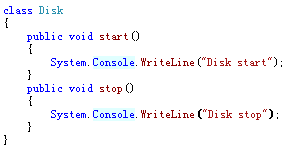 class Disk
{
    public void start()
    {
        System.Console.WriteLine("Disk start");
    }
    public void stop()
    {
        System.Console.WriteLine("Disk stop");
    }
}